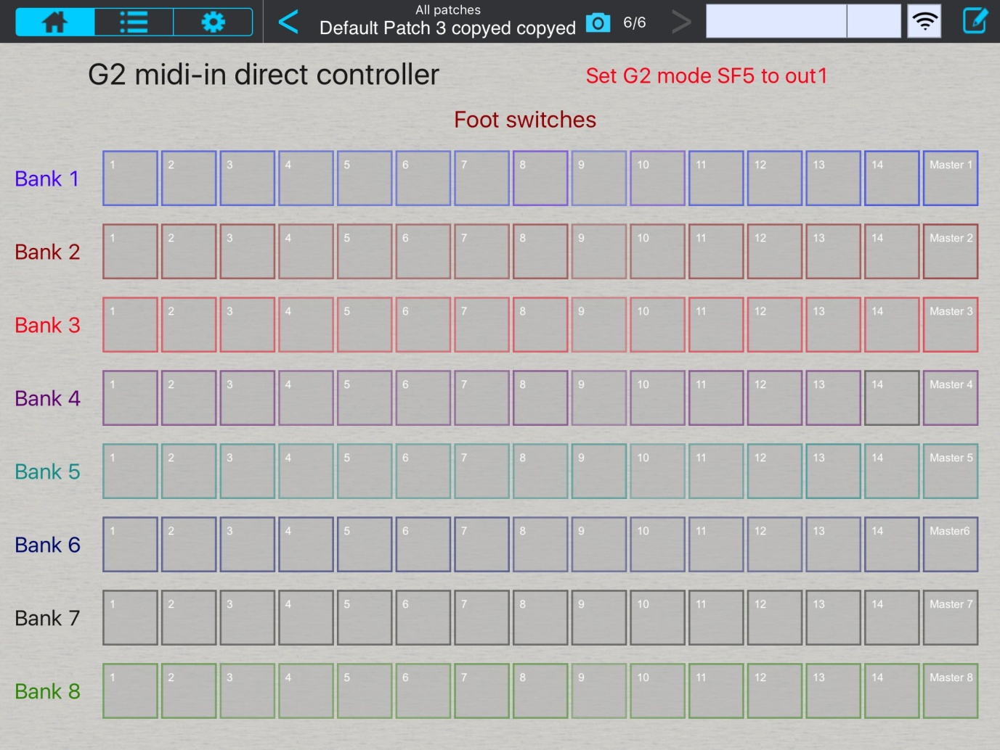 All patches
Default Patch 3 copyed copyed
6/6
G2 midi-in direct controller
Set G2 mode SF5 to out1
Foot switches
Bank 1
1 2 3 4 5 6 7 8 9 10 11 12 13 14 Master 1
Bank 2
1 2 3 4 5 6 7 8 9 10 11 12 13 14 Master 2
Bank 3
1 2 3 4 5 6 7 8 9 10 11 12 13 14 Master 3
Bank 4
1 2 3 4 5 6 7 8 9 10 11 12 13 14 Master 4
Bank 5
1 2 3 4 5 6 7 8 9 10 11 12 13 14 Master 5
Bank 6
1 2 3 4 5 6 7 8 9 10 11 12 13 14 Master6
Bank 7
1 2 3 4 5 6 7 8 9 10 11 12 13 14 Master 7
Bank 8
1 2 3 4 5 6 7 8 9 10 11 12 13 14 Master 8